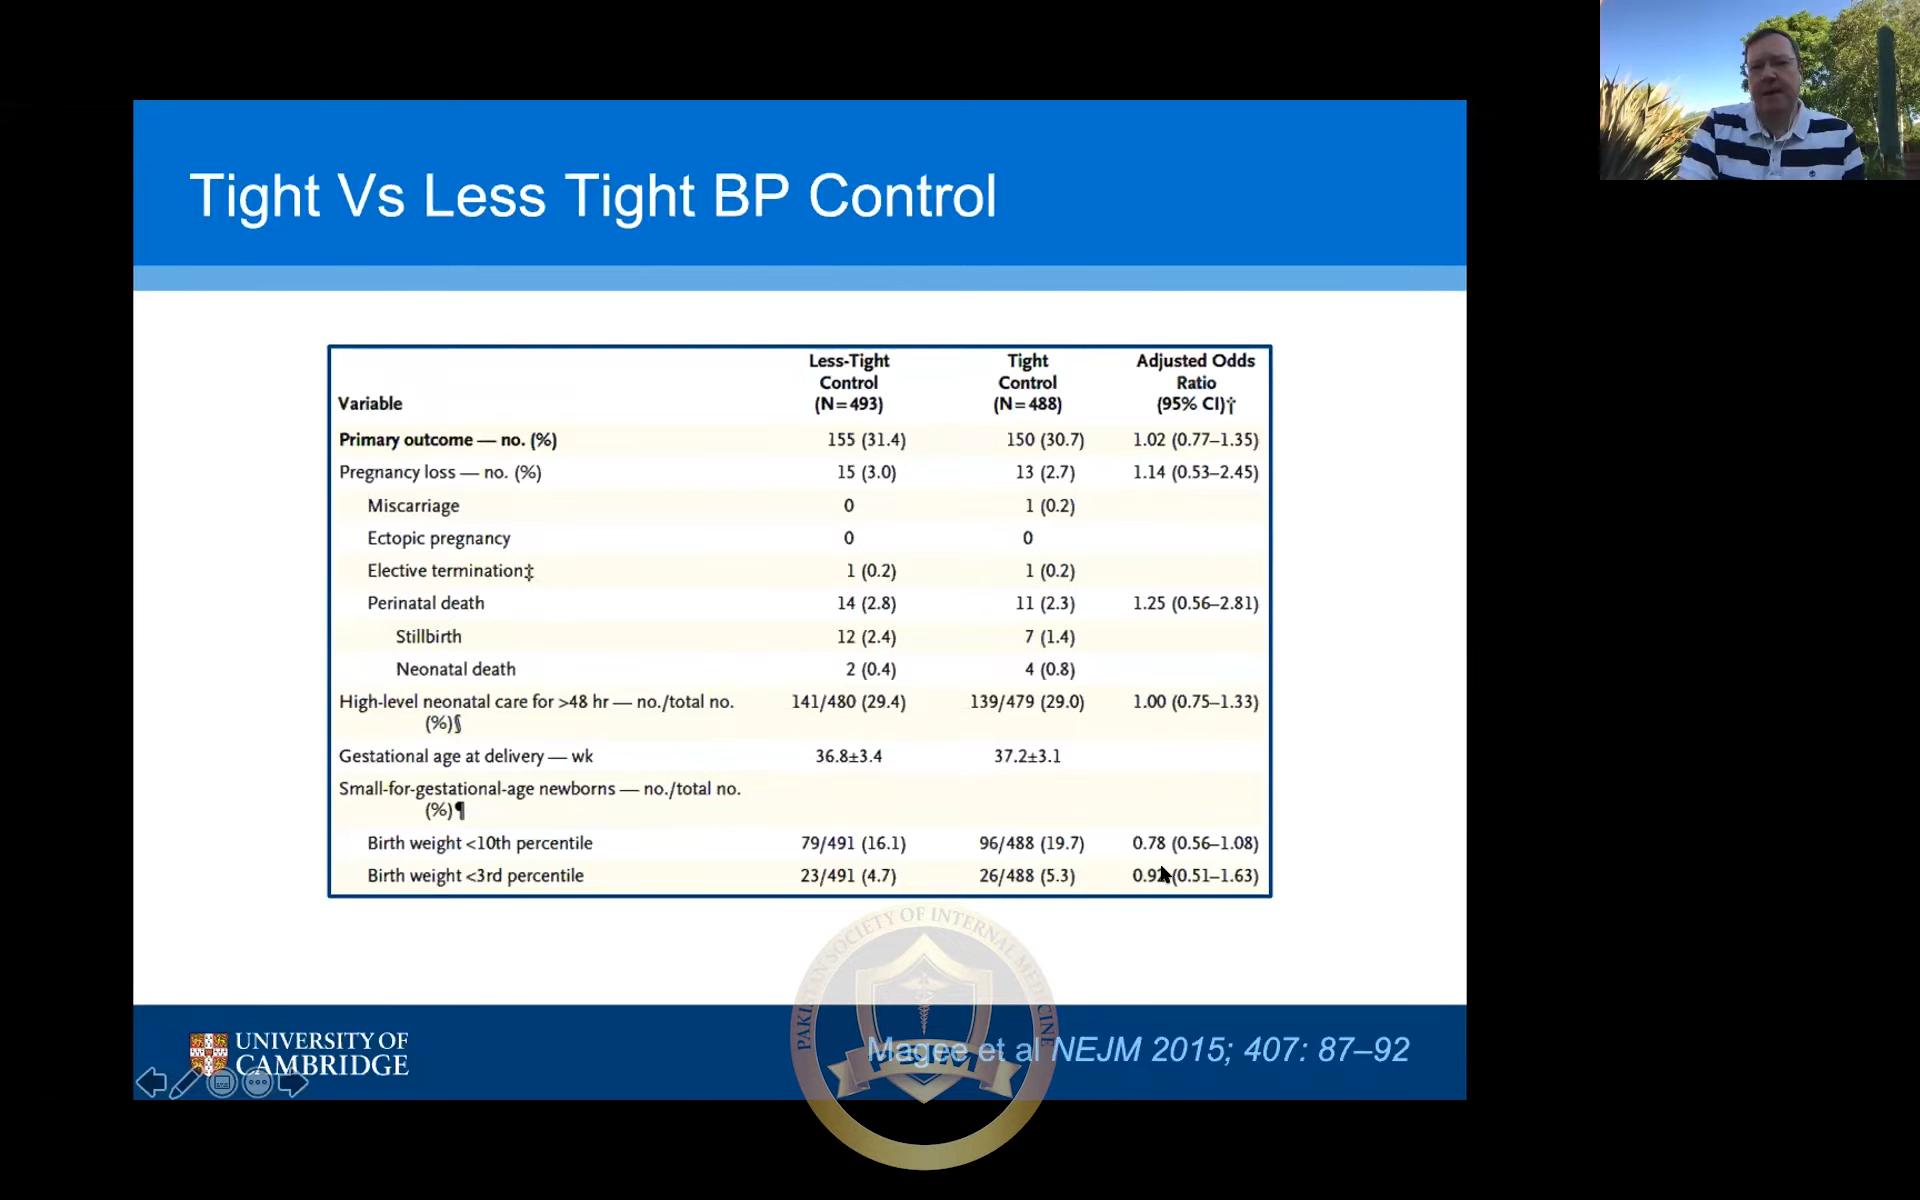 Tight Vs Less Tight BP Control
Variable Less-Tight Control (N=493) Tight Control (N=488) Adjusted Odds Ratio (95% CI)†
Primary outcome — no. (%) 155 (31.4) 150 (30.7) 1.02 (0.77–1.35)
Pregnancy loss — no. (%) 15 (3.0) 13 (2.7) 1.14 (0.53–2.45)
Miscarriage 0 1 (0.2)
Ectopic pregnancy 0 0
Elective termination‡ 1 (0.2) 1 (0.2)
Perinatal death 14 (2.8) 11 (2.3) 1.25 (0.56–2.81)
Stillbirth 12 (2.4) 7 (1.4)
Neonatal death 2 (0.4) 4 (0.8)
High-level neonatal care for >48 hr — no./total no. 141/480 (29.4) 139/479 (29.0) 1.00 (0.75–1.33)
(%)§
Gestational age at delivery — wk 36.8±3.4 37.2±3.1
Small-for-gestational-age newborns — no./total no.
(%)¶
Birth weight <10th percentile 79/491 (16.1) 96/488 (19.7) 0.78 (0.56–1.08)
Birth weight <3rd percentile 23/491 (4.7) 26/488 (5.3) (0.51–1.63)
PAKISTAN SOCIETY OF INTERNAL MEDICINE
PSIM
UNIVERSITY OF
CAMBRIDGE
Magee et al NEJM 2015; 407: 87–92